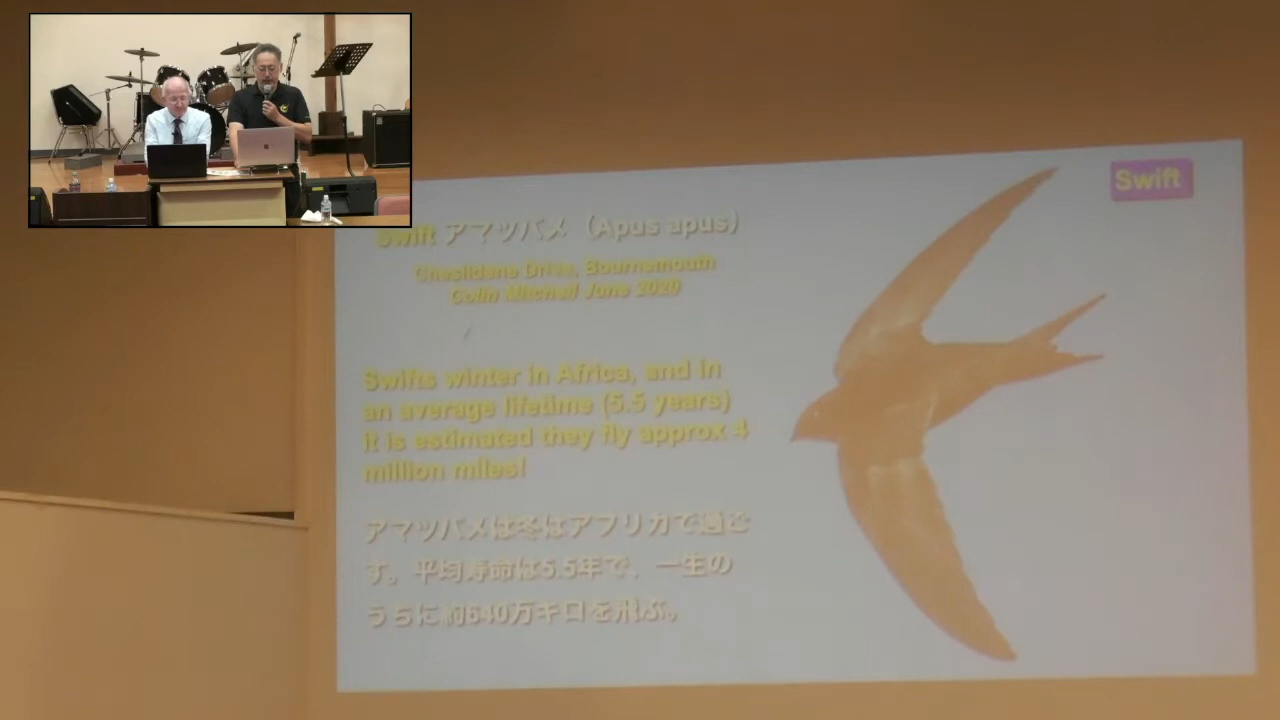 Swift
Swift アマツバメ (Apus apus)
Cheslidene Drive, Bournemouth
Colin Mitchell June 2020
Swifts winter in Africa, and in
an average lifetime (5.5 years)
it is estimated they fly approx 4
million miles!
アマツバメは冬はアフリカで過ご
す。平均寿命は5.5年で、一生の
うちに約640万キロを飛ぶ。